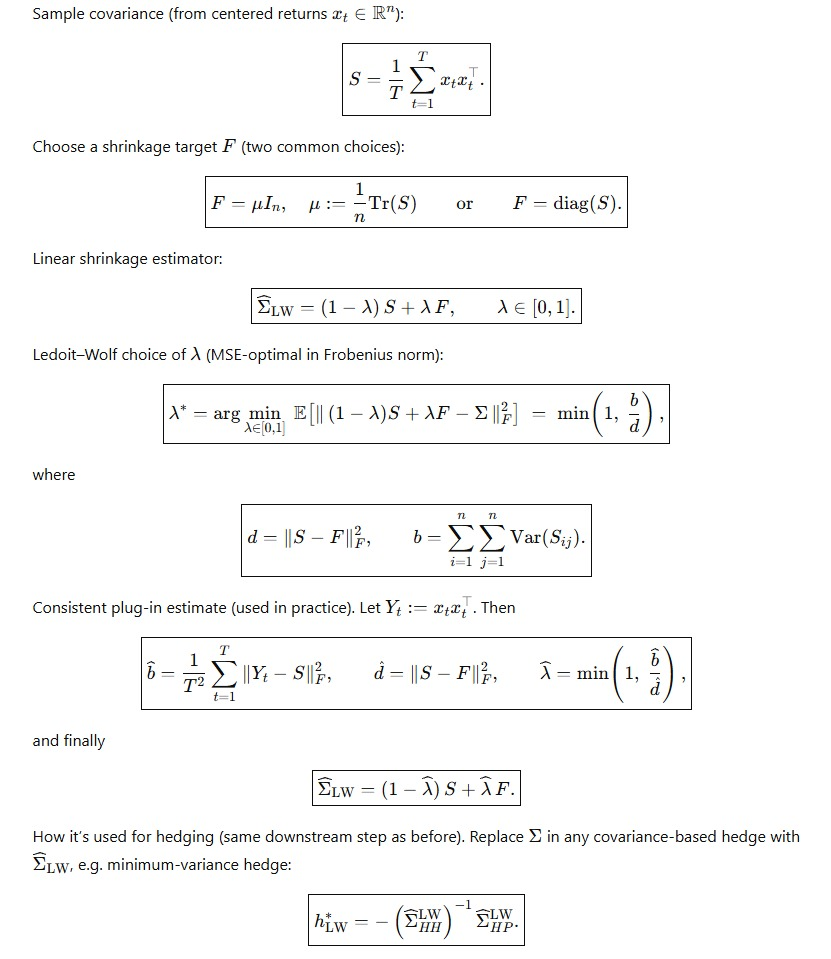 Sample covariance (from centered returns $x_t \in \mathbb{R}^n$):
$$S = \frac{1}{T} \sum_{t=1}^{T} x_t x_t^\top.$$
Choose a shrinkage target $F$ (two common choices):
$$F = \mu I_n, \quad \mu := \frac{1}{n} \mathrm{Tr}(S) \qquad \text{or} \qquad F = \mathrm{diag}(S).$$
Linear shrinkage estimator:
$$\widehat{\Sigma}_{\mathrm{LW}} = (1 - \lambda) S + \lambda F, \qquad \lambda \in [0, 1].$$
Ledoit–Wolf choice of $\lambda$ (MSE-optimal in Frobenius norm):
$$\lambda^* = \arg \min_{\lambda \in [0,1]} \mathbb{E}\left[ \| (1 - \lambda) S + \lambda F - \Sigma \|_F^2 \right] = \min\left( 1, \frac{b}{d} \right),$$
where
$$d = \| S - F \|_F^2, \qquad b = \sum_{i=1}^{n} \sum_{j=1}^{n} \mathrm{Var}(S_{ij}).$$
Consistent plug-in estimate (used in practice). Let $Y_t := x_t x_t^\top$. Then
$$\hat{b} = \frac{1}{T^2} \sum_{t=1}^{T} \| Y_t - S \|_F^2, \qquad \hat{d} = \| S - F \|_F^2, \qquad \widehat{\lambda} = \min\left( 1, \frac{\hat{b}}{\hat{d}} \right),$$
and finally
$$\widehat{\Sigma}_{\mathrm{LW}} = (1 - \widehat{\lambda}) S + \widehat{\lambda} F.$$
How it's used for hedging (same downstream step as before). Replace $\Sigma$ in any covariance-based hedge with
$\widehat{\Sigma}_{\mathrm{LW}}$, e.g. minimum-variance hedge:
$$h_{\mathrm{LW}}^* = - \left( \widehat{\Sigma}_{HH}^{\mathrm{LW}} \right)^{-1} \widehat{\Sigma}_{HP}^{\mathrm{LW}}.$$